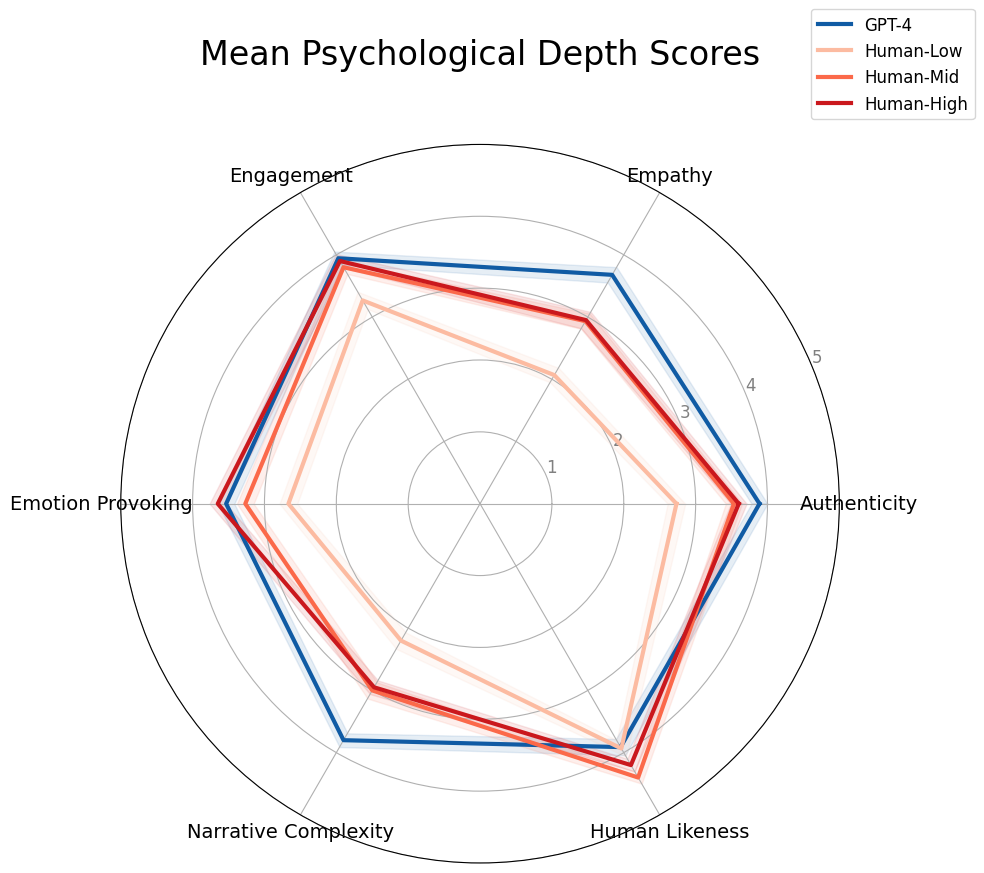 Mean Psychological Depth Scores
GPT-4
Human-Low
Human-Mid
Human-High
Engagement
Empathy
5
4
3
2
1
Emotion Provoking
Authenticity
Narrative Complexity
Human Likeness